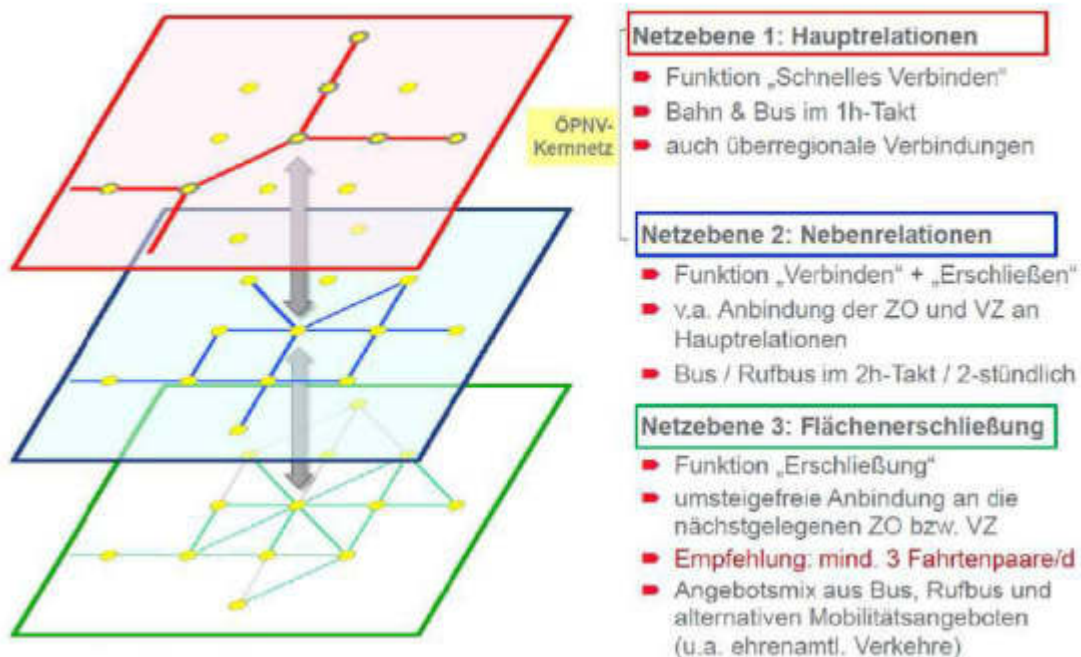 Netzebene 1: Hauptrelationen
Funktion „Schnelles Verbinden“
Bahn & Bus im 1h-Takt
auch überregionale Verbindungen
ÖPNV-
Kernnetz
Netzebene 2: Nebenrelationen
Funktion „Verbinden“ + „Erschließen“
v.a. Anbindung der ZO und VZ an
Hauptrelationen
Bus / Rufbus im 2h-Takt / 2-stündlich
Netzebene 3: Flächenerschließung
Funktion „Erschließung“
umsteigefreie Anbindung an die
nächstgelegenen ZO bzw. VZ
Empfehlung: mind. 3 Fahrtenpaare/d
Angebotsmix aus Bus, Rufbus und
alternativen Mobilitätsangeboten
(u.a. ehrenamtl. Verkehre)